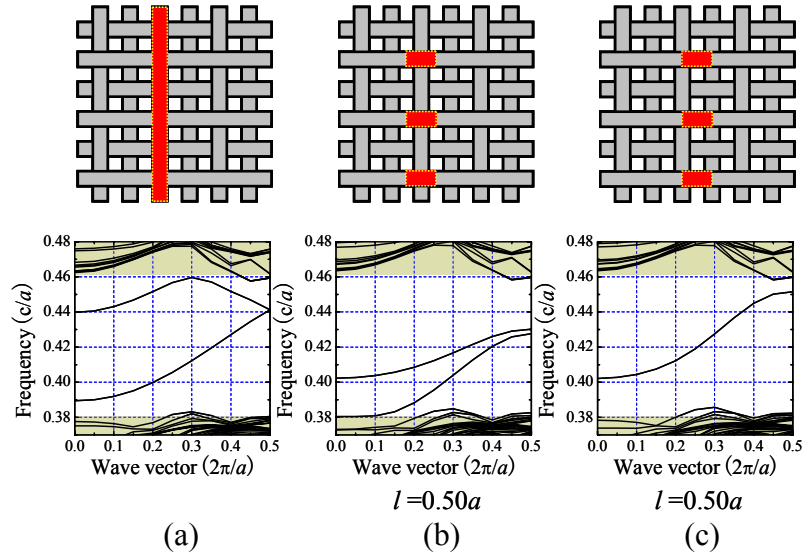 0.48 0.48 0.48
0.46 0.46 0.46
0.44 0.44 0.44
0.42 0.42 0.42
0.40 0.40 0.40
0.38 0.38 0.38
Frequency (c/a) Frequency (c/a) Frequency (c/a)
0.0 0.1 0.2 0.3 0.4 0.5 0.0 0.1 0.2 0.3 0.4 0.5 0.0 0.1 0.2 0.3 0.4 0.5
Wave vector (2π/a) Wave vector (2π/a) Wave vector (2π/a)
l =0.50a l =0.50a
(a) (b) (c)